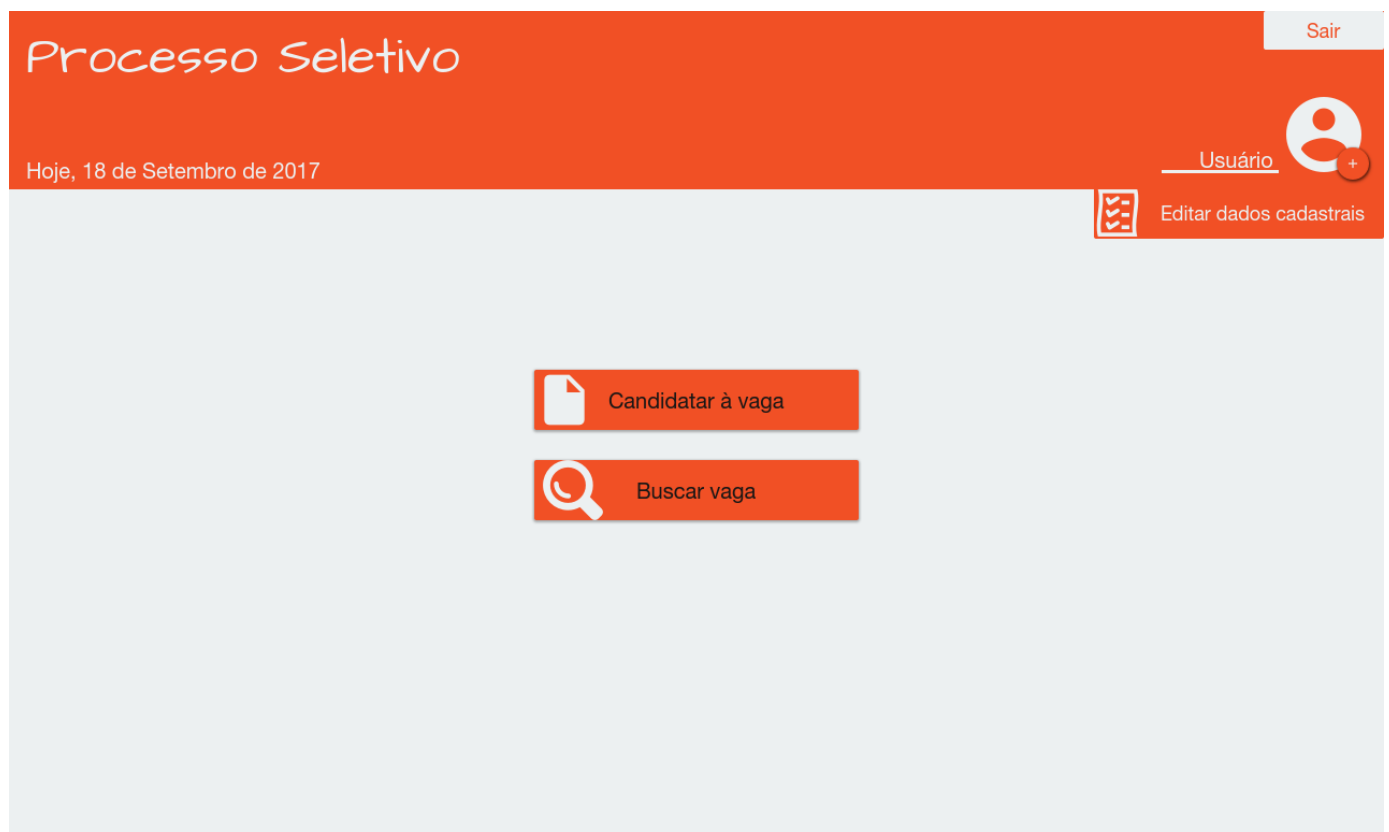 Sair
Processo Seletivo
Usuário
+
Hoje, 18 de Setembro de 2017
Editar dados cadastrais
Candidatar à vaga
Buscar vaga